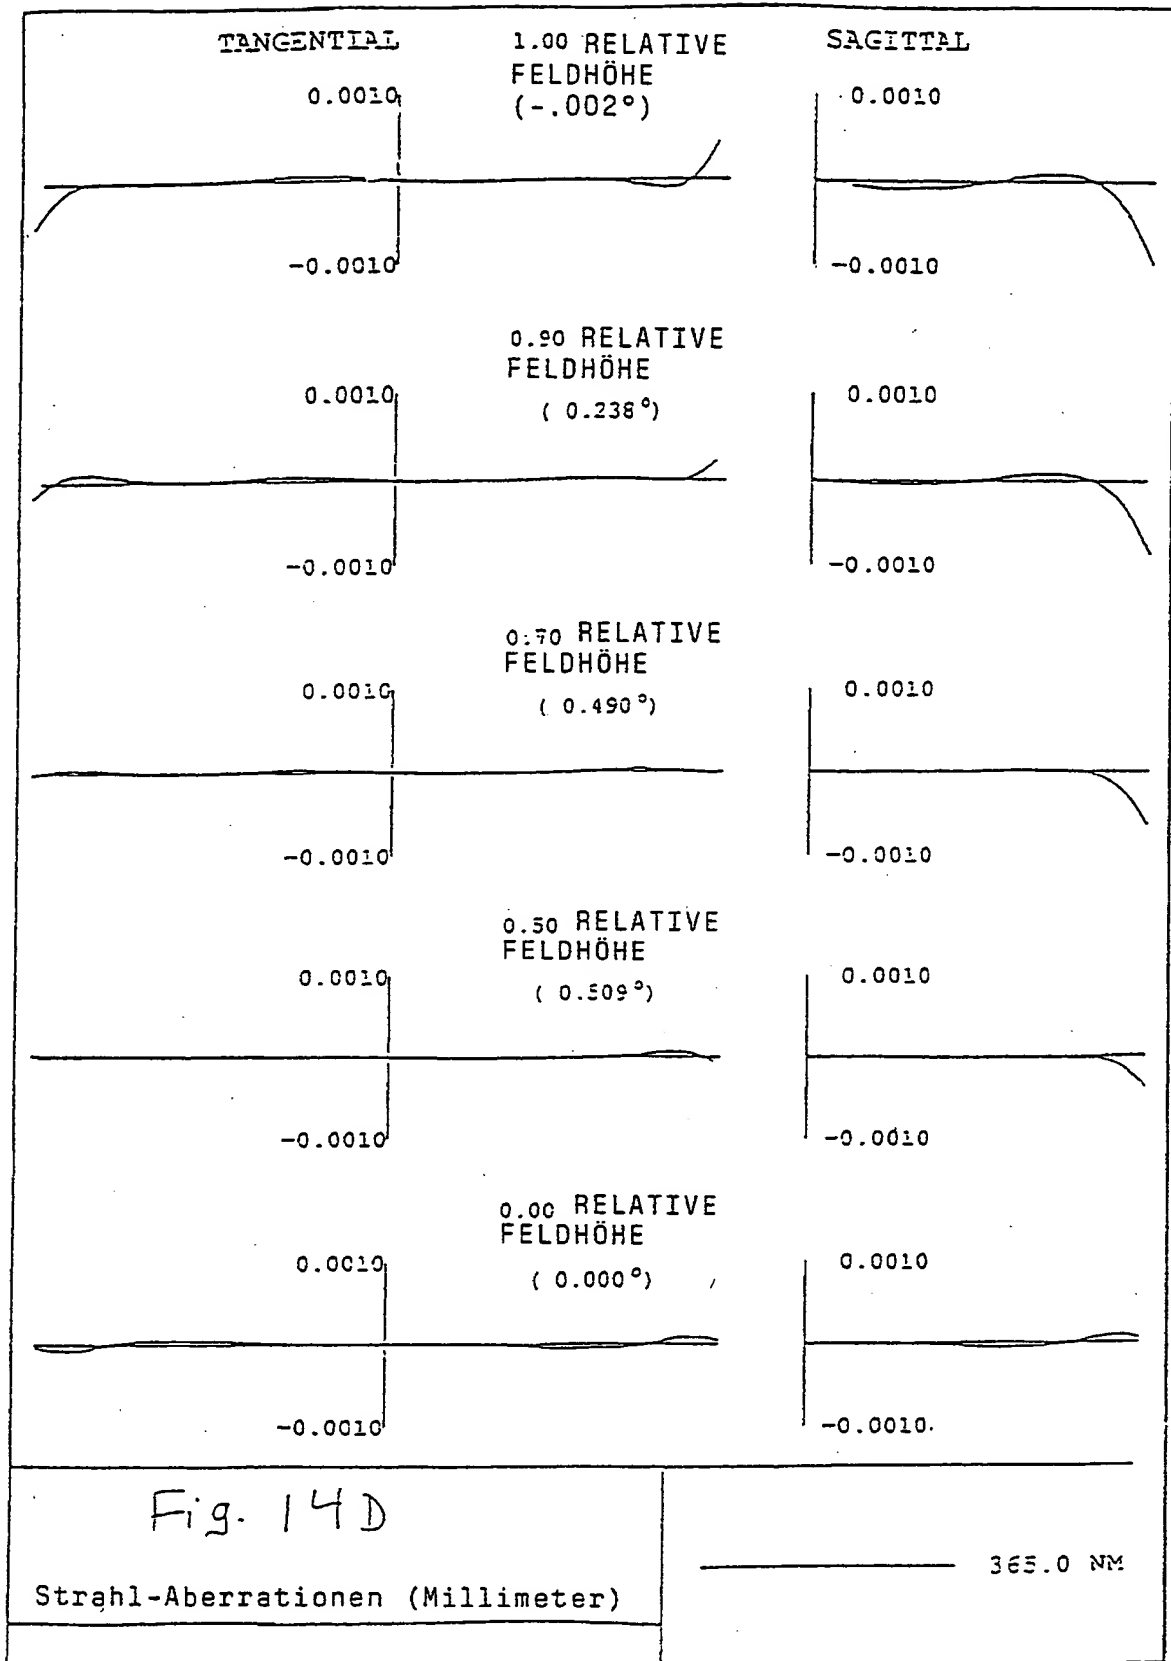 TANGENTIAL
1.00 RELATIVE
FELDHÖHE
(-.002°)
SAGITTAL
0.0010
0.0010
-0.0010
-0.0010
0.90 RELATIVE
FELDHÖHE
( 0.238°)
0.0010
0.0010
-0.0010
-0.0010
0.70 RELATIVE
FELDHÖHE
( 0.490°)
0.0010
0.0010
-0.0010
-0.0010
0.50 RELATIVE
FELDHÖHE
( 0.509°)
0.0010
0.0010
-0.0010
-0.0010
0.00 RELATIVE
FELDHÖHE
( 0.000°)
0.0010
0.0010
-0.0010
-0.0010
Fig. 14D
Strahl-Aberrationen (Millimeter)
365.0 NM